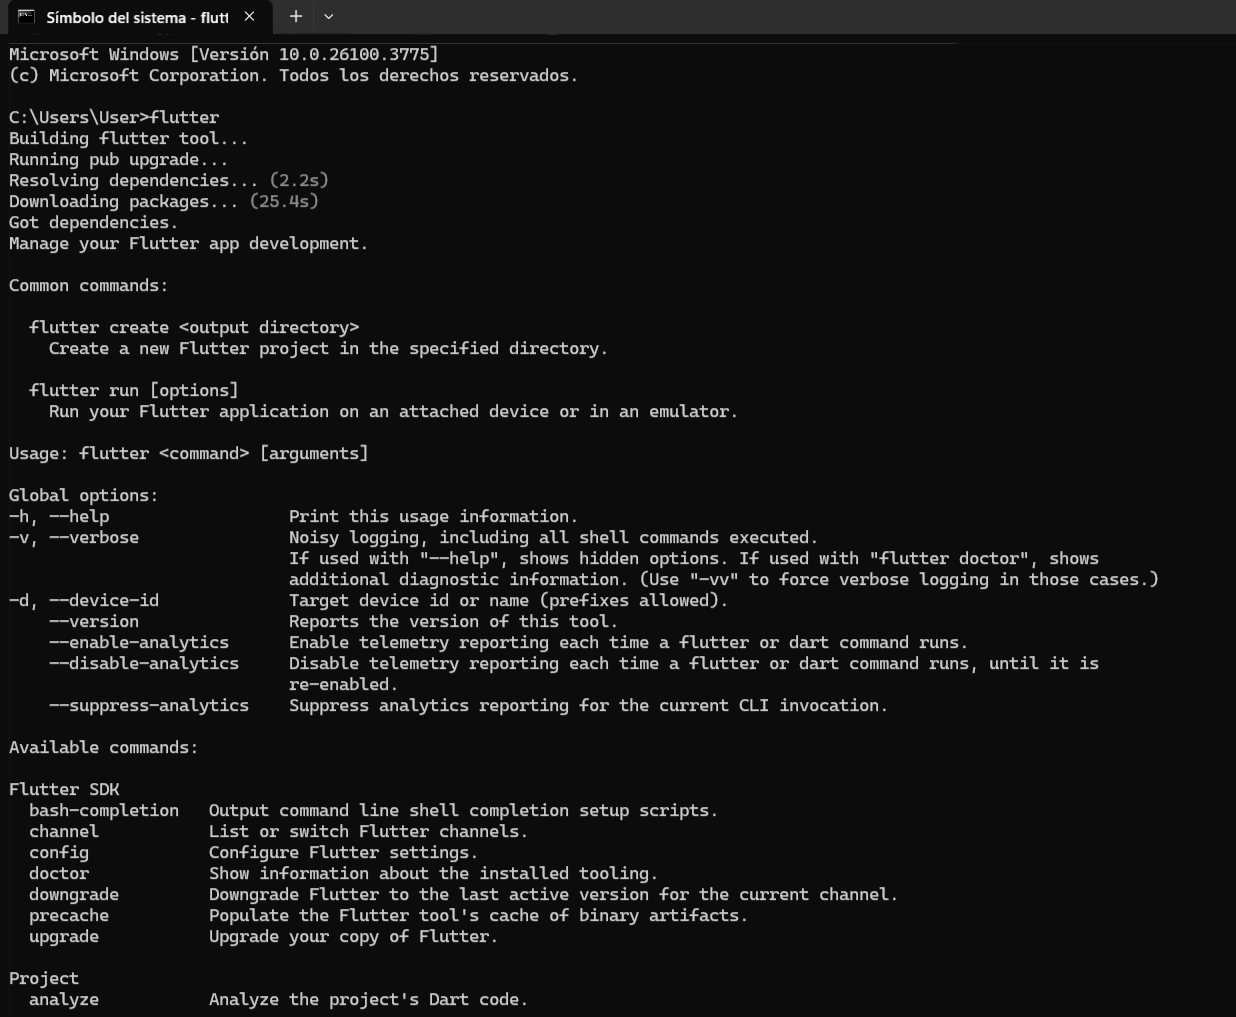 Símbolo del sistema - flutt
Microsoft Windows [Versión 10.0.26100.3775]
(c) Microsoft Corporation. Todos los derechos reservados.
C:\Users\User>flutter
Building flutter tool...
Running pub upgrade...
Resolving dependencies... (2.2s)
Downloading packages... (25.4s)
Got dependencies.
Manage your Flutter app development.
Common commands:
flutter create <output directory>
Create a new Flutter project in the specified directory.
flutter run [options]
Run your Flutter application on an attached device or in an emulator.
Usage: flutter <command> [arguments]
Global options:
-h, --help Print this usage information.
-v, --verbose Noisy logging, including all shell commands executed.
If used with "--help", shows hidden options. If used with "flutter doctor", shows
additional diagnostic information. (Use "-vv" to force verbose logging in those cases.)
-d, --device-id Target device id or name (prefixes allowed).
--version Reports the version of this tool.
--enable-analytics Enable telemetry reporting each time a flutter or dart command runs.
--disable-analytics Disable telemetry reporting each time a flutter or dart command runs, until it is
re-enabled.
--suppress-analytics Suppress analytics reporting for the current CLI invocation.
Available commands:
Flutter SDK
bash-completion Output command line shell completion setup scripts.
channel List or switch Flutter channels.
config Configure Flutter settings.
doctor Show information about the installed tooling.
downgrade Downgrade Flutter to the last active version for the current channel.
precache Populate the Flutter tool's cache of binary artifacts.
upgrade Upgrade your copy of Flutter.
Project
analyze Analyze the project's Dart code.